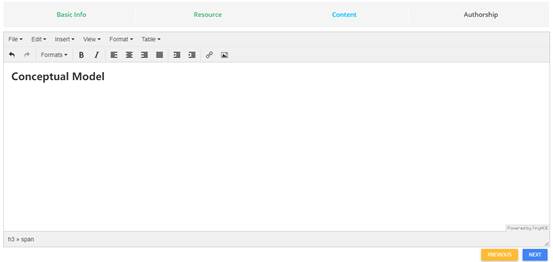 Basic Info Resource Content Authorship
File Edit Insert View Format Table
Formats B I
Conceptual Model
Powered by TinyMCE
h3 » span
PREVIOUS NEXT